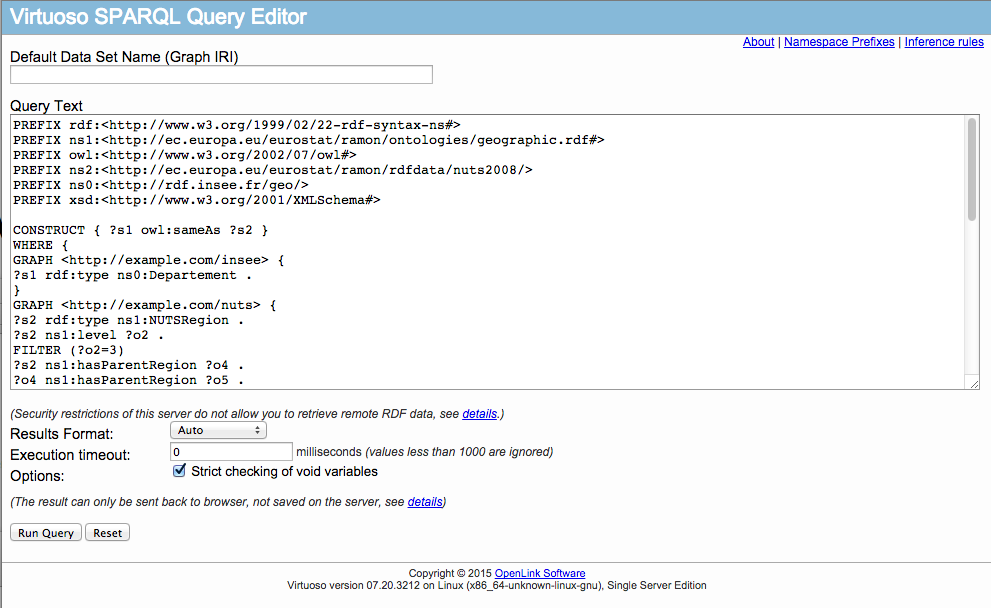 Virtuoso SPARQL Query Editor
About | Namespace Prefixes | Inference rules
Default Data Set Name (Graph IRI)
Query Text
PREFIX rdf:<http://www.w3.org/1999/02/22-rdf-syntax-ns#>
PREFIX ns1:<http://ec.europa.eu/eurostat/ramon/ontologies/geographic.rdf#>
PREFIX owl:<http://www.w3.org/2002/07/owl#>
PREFIX ns2:<http://ec.europa.eu/eurostat/ramon/rdfdata/nuts2008/>
PREFIX ns0:<http://rdf.insee.fr/geo/>
PREFIX xsd:<http://www.w3.org/2001/XMLSchema#>
CONSTRUCT { ?s1 owl:sameAs ?s2 }
WHERE {
GRAPH <http://example.com/insee> {
?s1 rdf:type ns0:Departement .
}
GRAPH <http://example.com/nuts> {
?s2 rdf:type ns1:NUTSRegion .
?s2 ns1:level ?o2 .
FILTER (?o2=3)
?s2 ns1:hasParentRegion ?o4 .
?o4 ns1:hasParentRegion ?o5 .
(Security restrictions of this server do not allow you to retrieve remote RDF data, see details.)
Results Format: Auto
Execution timeout: 0 milliseconds (values less than 1000 are ignored)
Options: Strict checking of void variables
(The result can only be sent back to browser, not saved on the server, see details)
Run Query Reset
Copyright © 2015 OpenLink Software
Virtuoso version 07.20.3212 on Linux (x86_64-unknown-linux-gnu), Single Server Edition